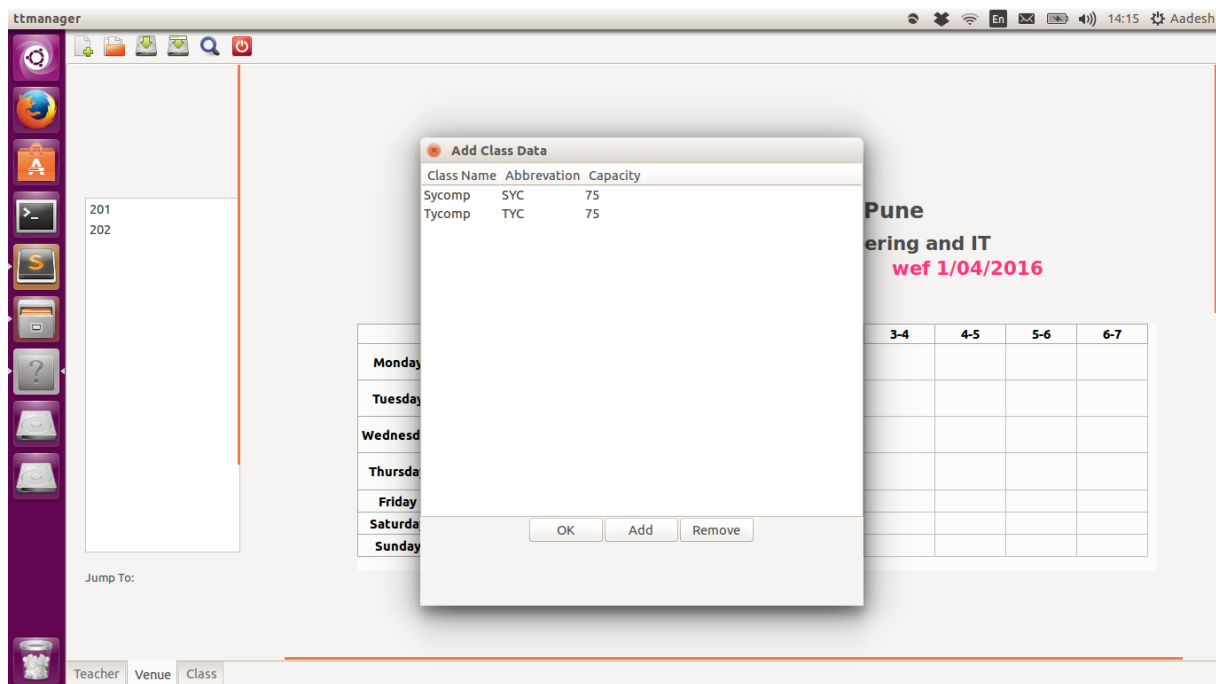 ttmanager En 14:15 Aadesh
Add Class Data
Class Name Abbrevation Capacity
Sycomp SYC 75
Tycomp TYC 75
201
202
Pune
ering and IT
wef 1/04/2016
3-4 4-5 5-6 6-7
Monday
Tuesday
Wednesd
Thursda
Friday
Saturda
Sunday
OK Add Remove
Jump To:
Teacher Venue Class